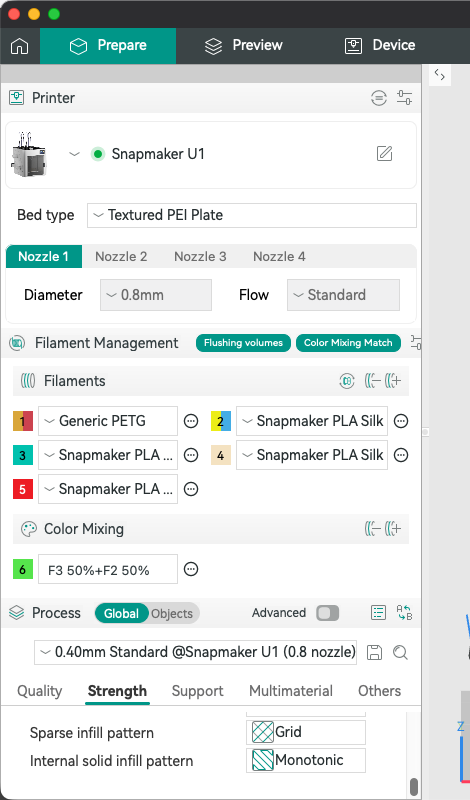 Prepare
Preview
Device
Printer
Snapmaker U1
Bed type
Textured PEI Plate
Nozzle 1 Nozzle 2 Nozzle 3 Nozzle 4
Diameter 0.8mm Flow Standard
Filament Management Flushing volumes Color Mixing Match
Filaments
1 Generic PETG 2 Snapmaker PLA Silk
3 Snapmaker PLA ... 4 Snapmaker PLA Silk
5 Snapmaker PLA ...
Color Mixing
6 F3 50%+F2 50%
Process Global Objects Advanced
0.40mm Standard @Snapmaker U1 (0.8 nozzle)
Quality Strength Support Multimaterial Others
Sparse infill pattern Grid
Internal solid infill pattern Monotonic
Z